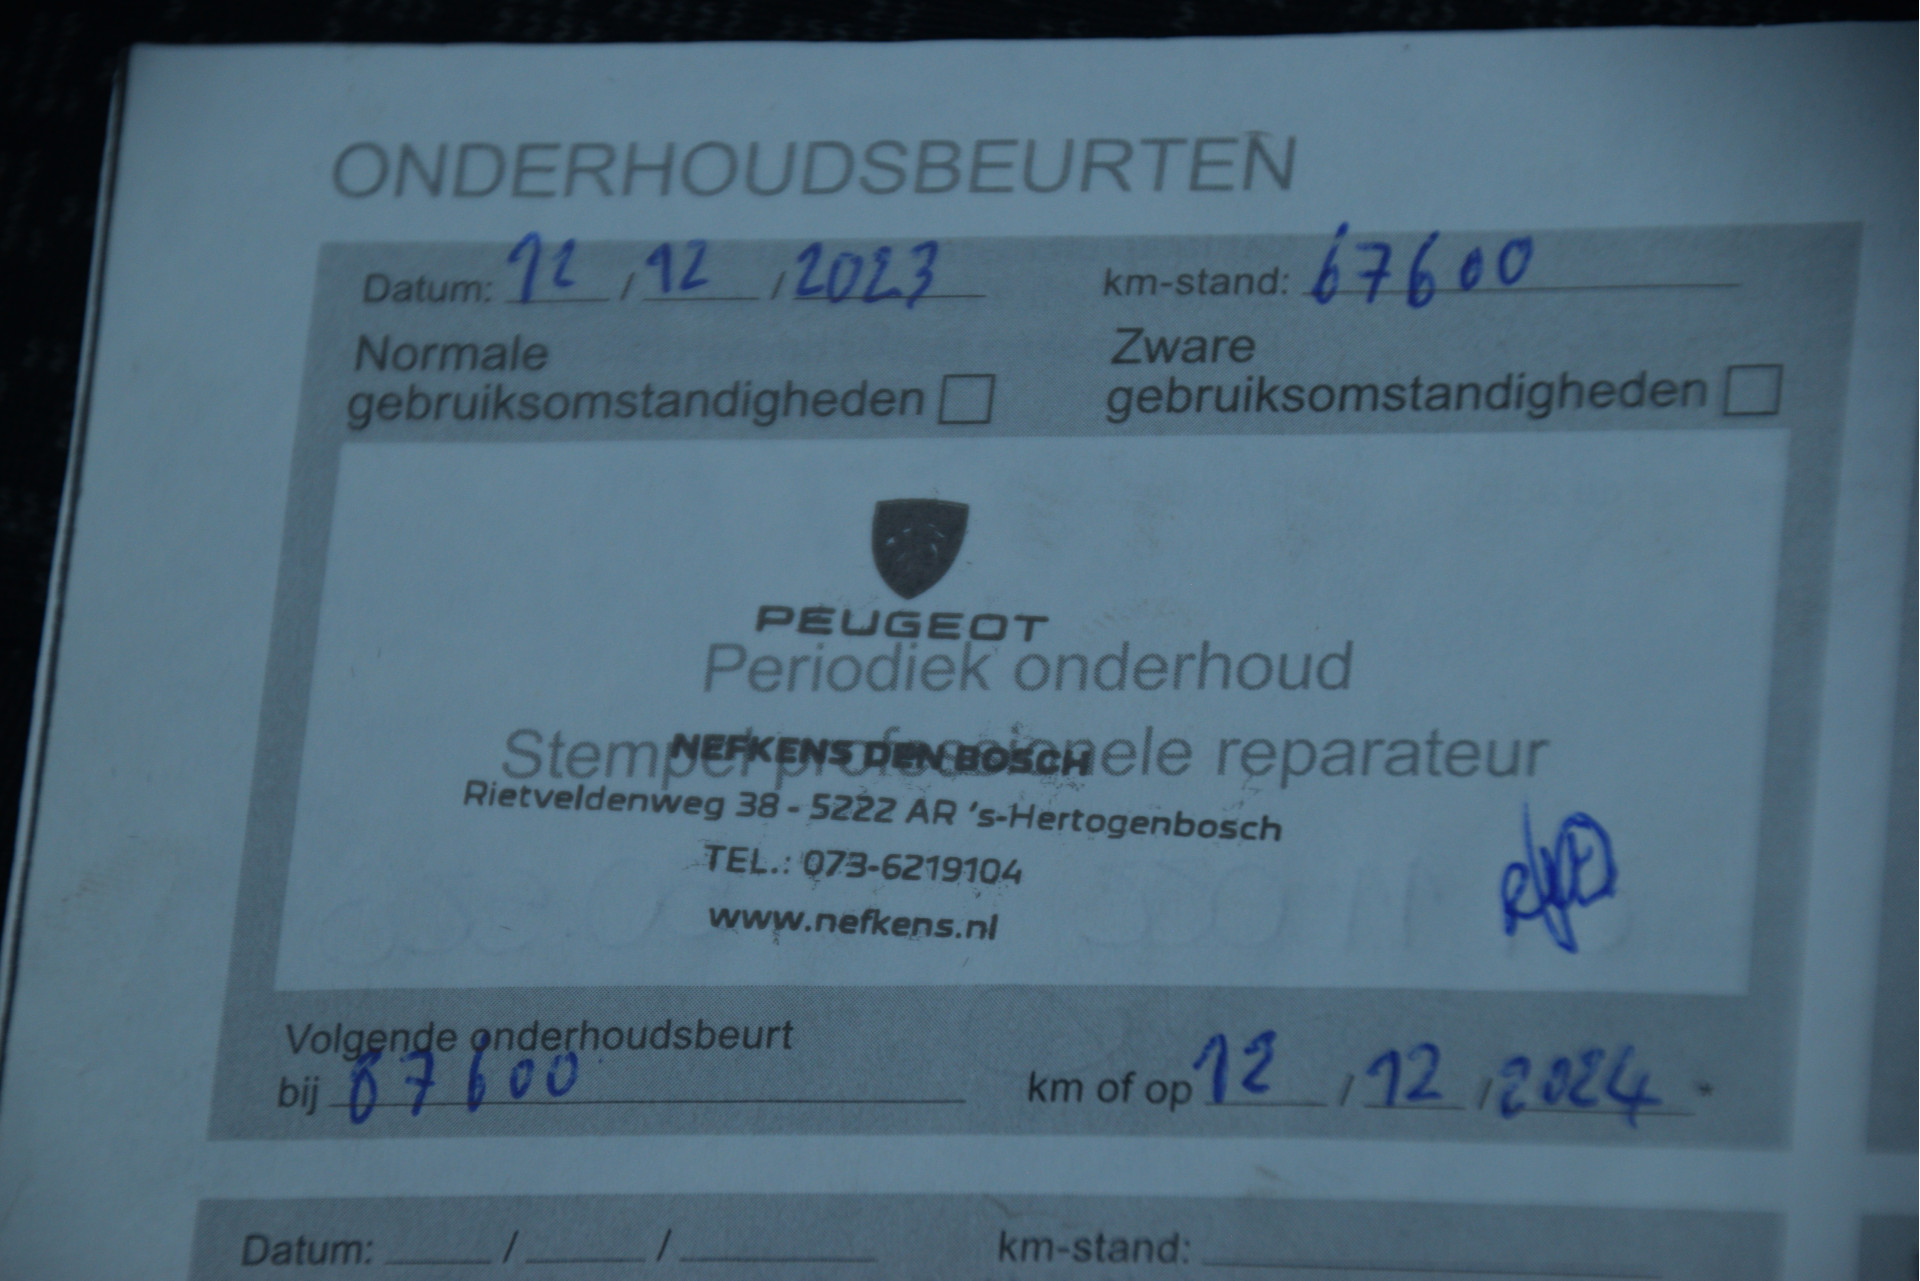 ONDERHOUDSBEURTEN
Datum: 12 / 12 / 2023 km-stand: 67600
Normale gebruiksomstandigheden Zware gebruiksomstandigheden
PEUGEOT
Periodiek onderhoud
Stempel professionele reparateur
NEFKENS DEN BOSCH
Rietveldenweg 38 - 5222 AR 's-Hertogenbosch
TEL.: 073-6219104
www.nefkens.nl
Volgende onderhoudsbeurt
bij 87600 km of op 12 / 12 / 2024 *
Datum: / / km-stand: